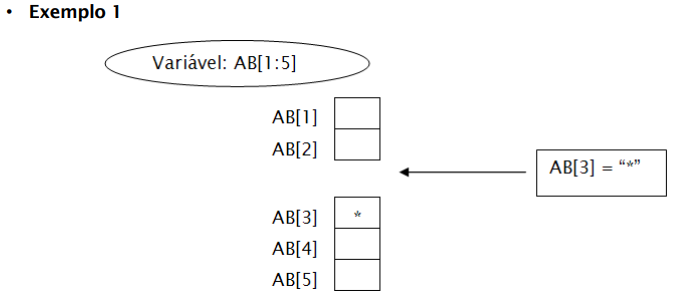 • Exemplo 1
Variável: AB[1:5]
AB[1]
AB[2]
AB[3] = “*”
AB[3] *
AB[4]
AB[5]